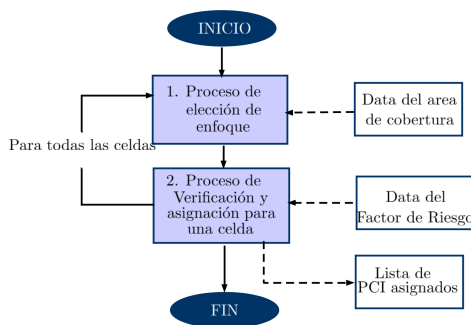 INICIO
1. Proceso de
elección de
enfoque
Data del area
de cobertura
Para todas las celdas
2. Proceso de
Verificación y
asignación para
una celda
Data del
Factor de Riesgo
Lista de
PCI asignados
FIN